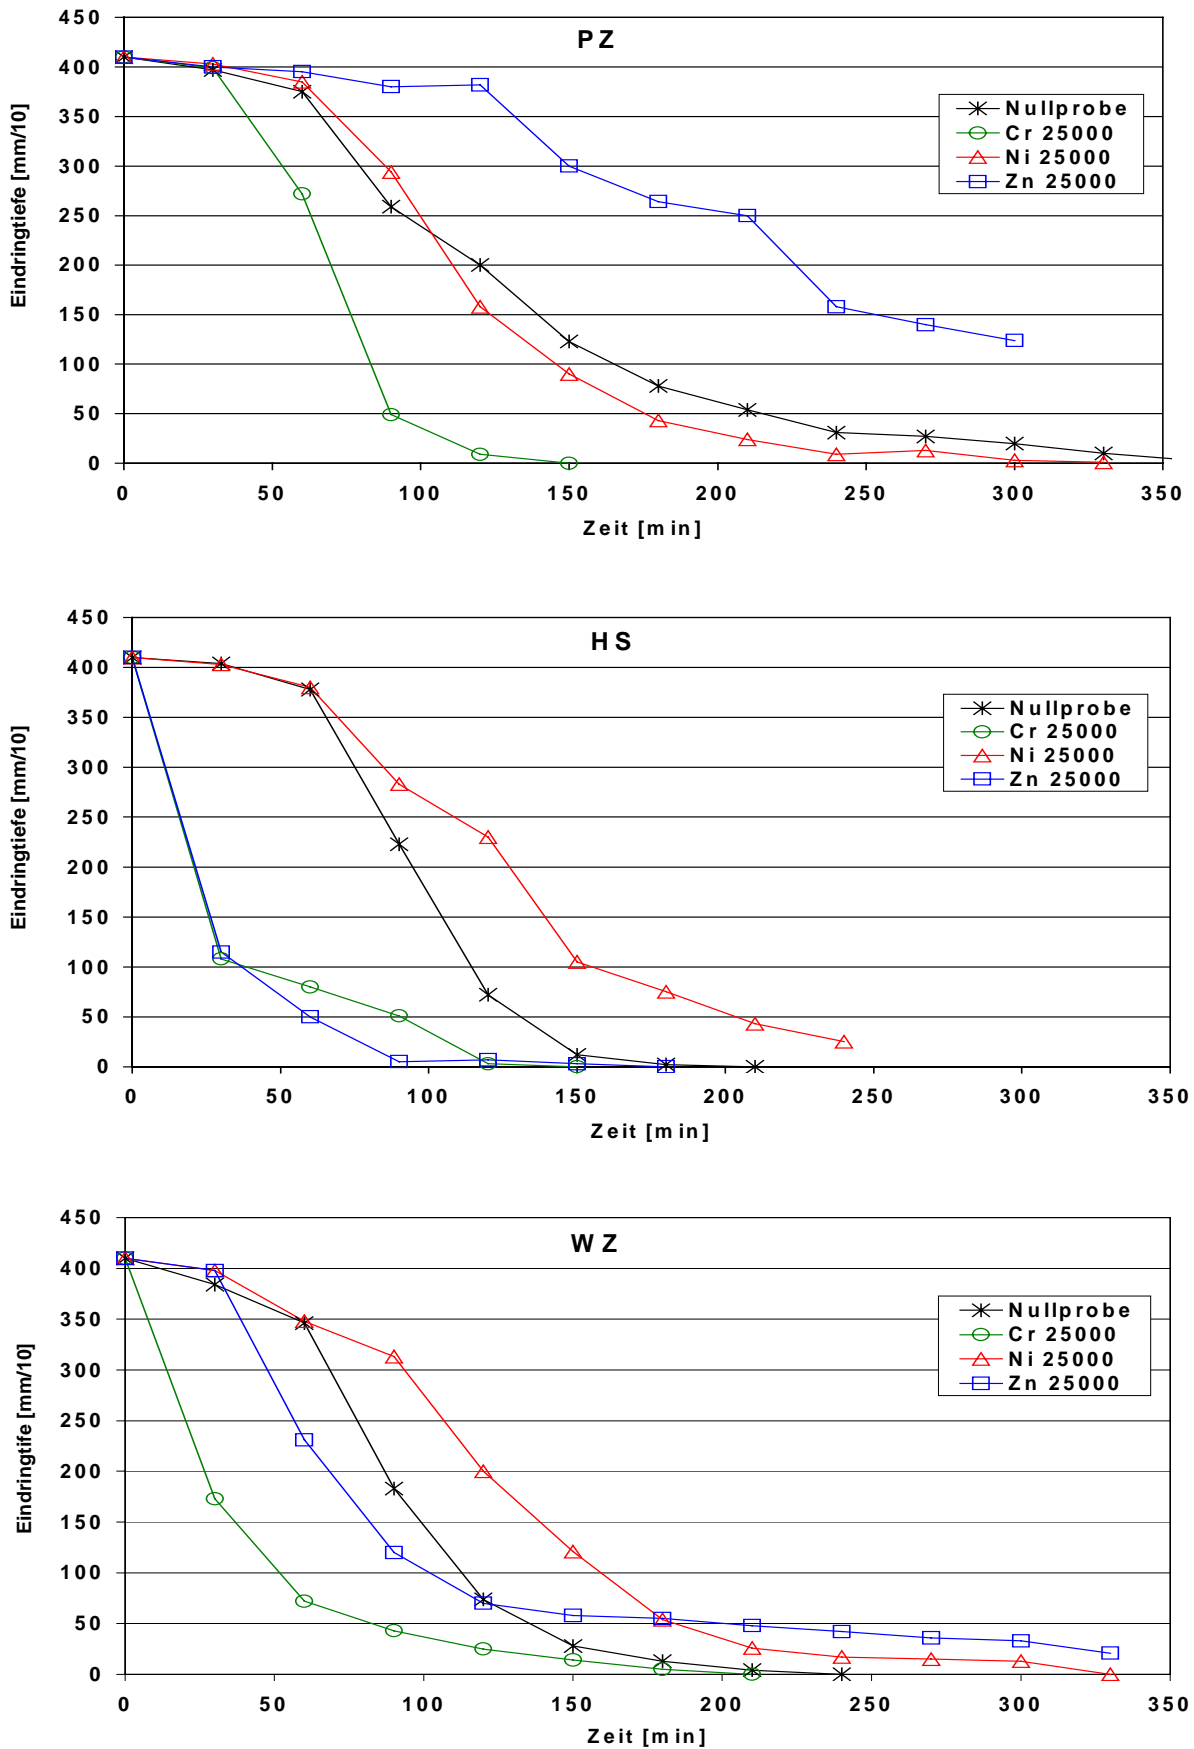 PZ
450
400
350
300
250
200
150
100
50
0
Eindringtiefe [mm/10]
Nullprobe
Cr 25000
Ni 25000
Zn 25000
0 50 100 150 200 250 300 350
Zeit [min]
HS
450
400
350
300
250
200
150
100
50
0
Eindringtiefe [mm/10]
Nullprobe
Cr 25000
Ni 25000
Zn 25000
0 50 100 150 200 250 300 350
Zeit [min]
WZ
450
400
350
300
250
200
150
100
50
0
Eindringtife [mm/10]
Nullprobe
Cr 25000
Ni 25000
Zn 25000
0 50 100 150 200 250 300 350
Zeit [min]